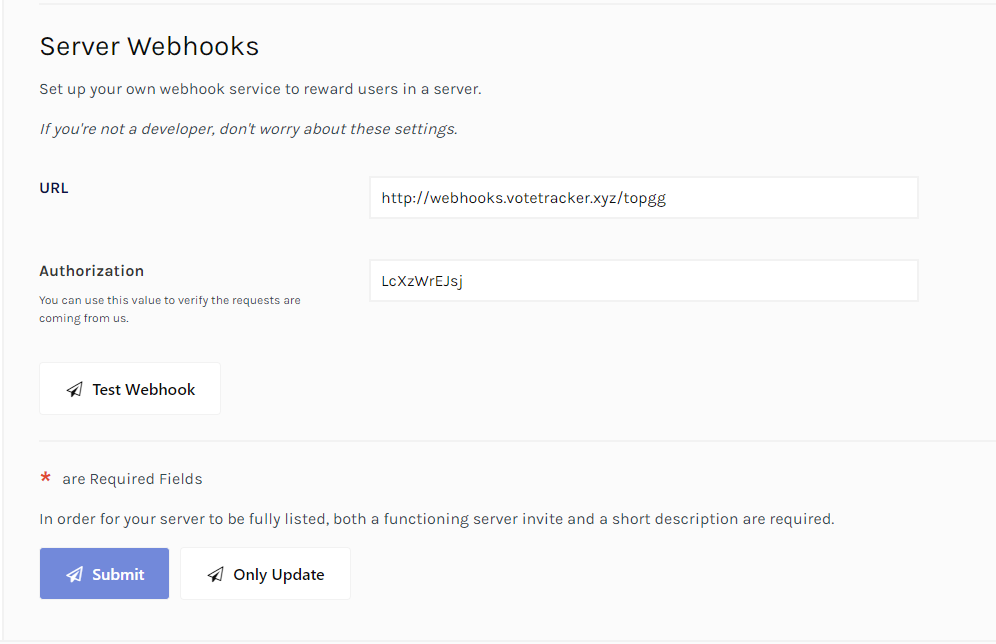 Server Webhooks
Set up your own webhook service to reward users in a server.
If you're not a developer, don't worry about these settings.
URL
http://webhooks.votetracker.xyz/topgg
Authorization
LcXzWrEJsj
You can use this value to verify the requests are
coming from us.
Test Webhook
* are Required Fields
In order for your server to be fully listed, both a functioning server invite and a short description are required.
Submit
Only Update